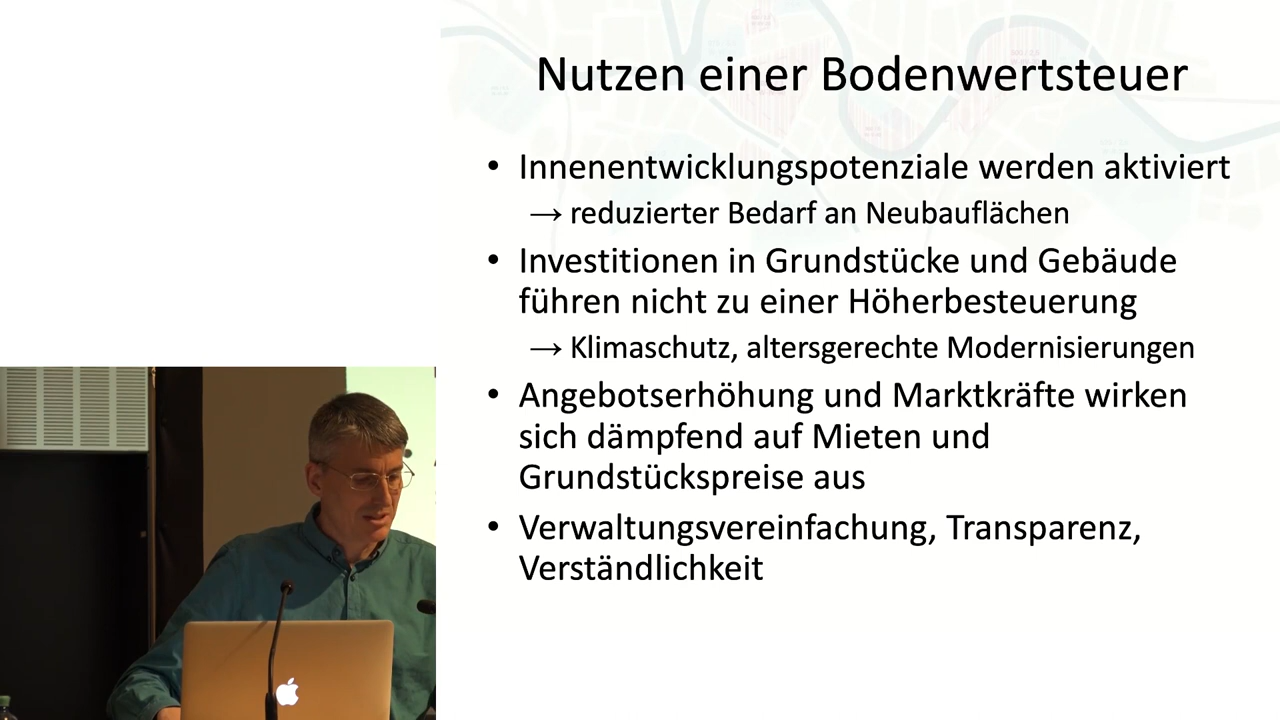 Nutzen einer Bodenwertsteuer
• Innenentwicklungspotenziale werden aktiviert
→ reduzierter Bedarf an Neubauflächen
• Investitionen in Grundstücke und Gebäude
führen nicht zu einer Höherbesteuerung
→ Klimaschutz, altersgerechte Modernisierungen
• Angebotserhöhung und Marktkräfte wirken
sich dämpfend auf Mieten und
Grundstückspreise aus
• Verwaltungsvereinfachung, Transparenz,
Verständlichkeit